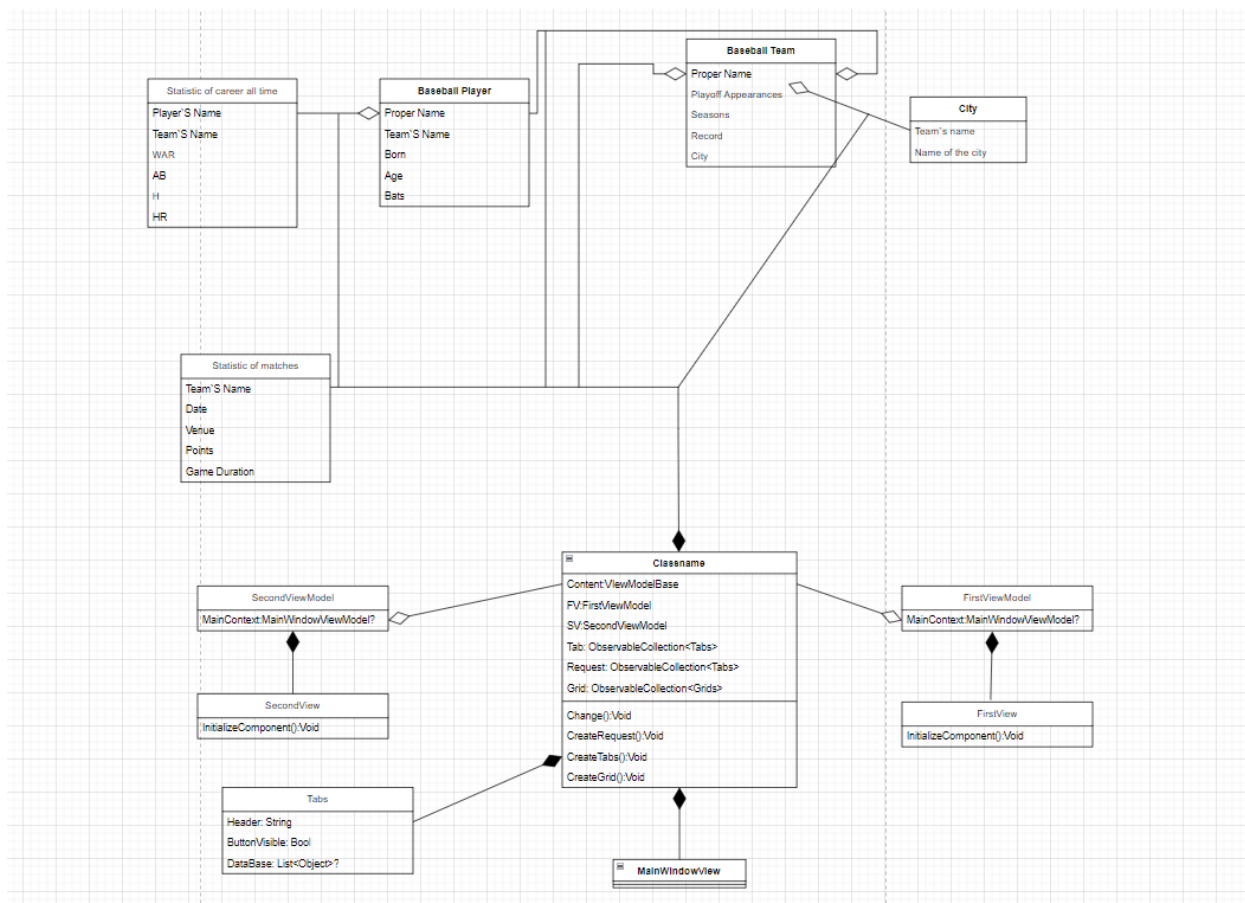 Baseball Team
Proper Name
Playoff Appearances
Seasons
Record
City
Statistic of career all time
Player`S Name
Team`S Name
WAR
AB
H
HR
Baseball Player
Proper Name
Team`S Name
Born
Age
Bats
City
Team`s name
Name of the city
Statistic of matches
Team`S Name
Date
Venue
Points
Game Duration
Classname
Content:ViewModelBase
FV:FirstViewModel
SV:SecondViewModel
Tab: ObservableCollection<Tabs>
Request: ObservableCollection<Tabs>
Grid: ObservableCollection<Grids>
Change():Void
CreateRequest():Void
CreateTabs():Void
CreateGrid():Void
SecondViewModel
MainContext:MainWindowViewModel?
FirstViewModel
MainContext:MainWindowViewModel?
SecondView
InitializeComponent():Void
FirstView
InitializeComponent():Void
Tabs
Header: String
ButtonVisible: Bool
DataBase: List<Object>?
MainWindowView